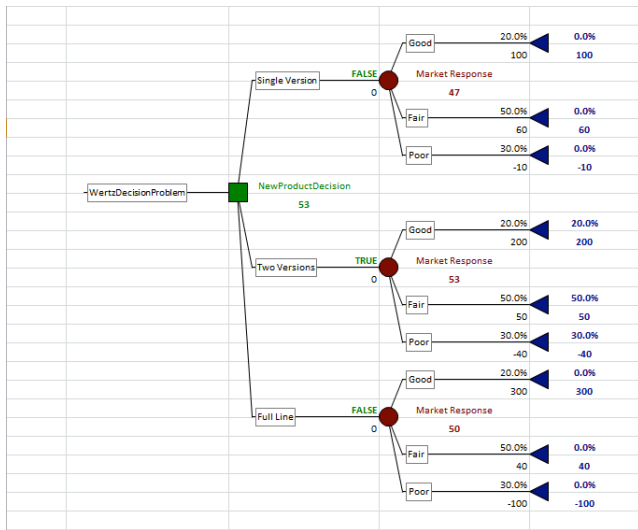 Good 20.0% 0.0%
100 100
Single Version FALSE Market Response
0 47
Fair 50.0% 0.0%
60 60
Poor 30.0% 0.0%
-10 -10
WertzDecisionProblem NewProductDecision
53
Good 20.0% 20.0%
200 200
Two Versions TRUE Market Response
0 53
Fair 50.0% 50.0%
50 50
Poor 30.0% 30.0%
-40 -40
Good 20.0% 0.0%
300 300
Full Line FALSE Market Response
0 50
Fair 50.0% 0.0%
40 40
Poor 30.0% 0.0%
-100 -100